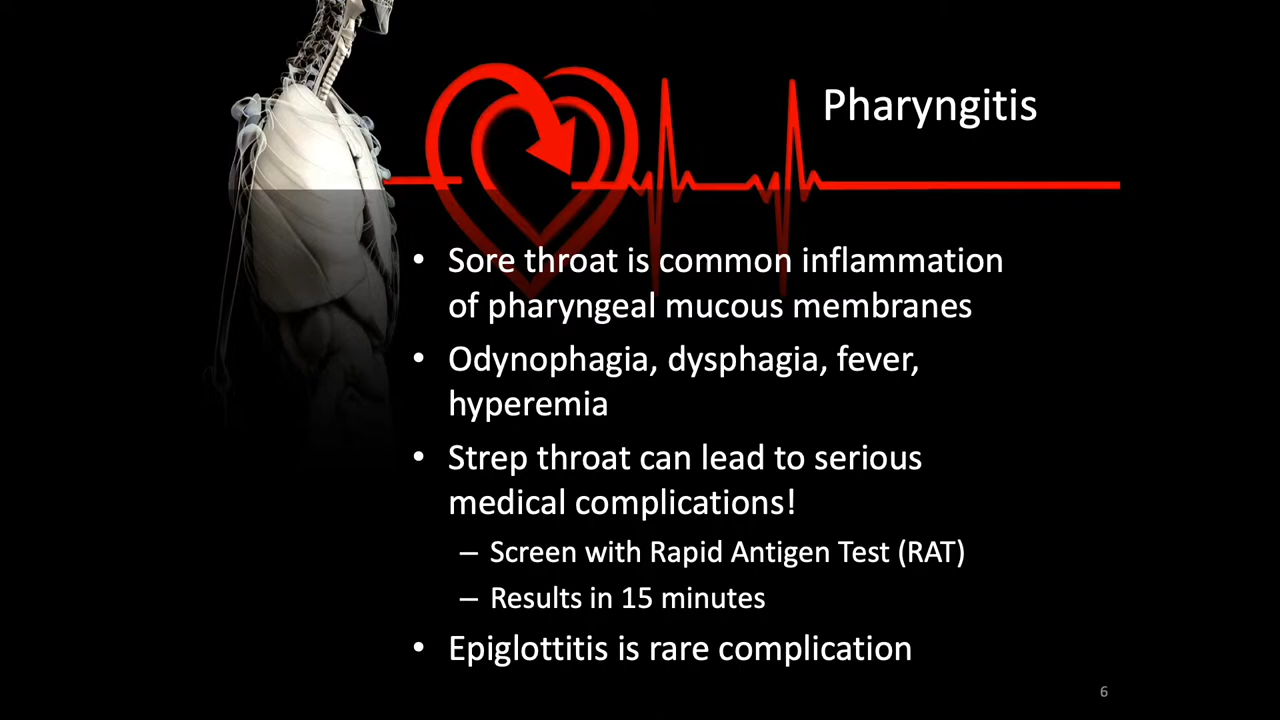 Pharyngitis
• Sore throat is common inflammation
of pharyngeal mucous membranes
• Odynophagia, dysphagia, fever,
hyperemia
• Strep throat can lead to serious
medical complications!
– Screen with Rapid Antigen Test (RAT)
– Results in 15 minutes
• Epiglottitis is rare complication
6